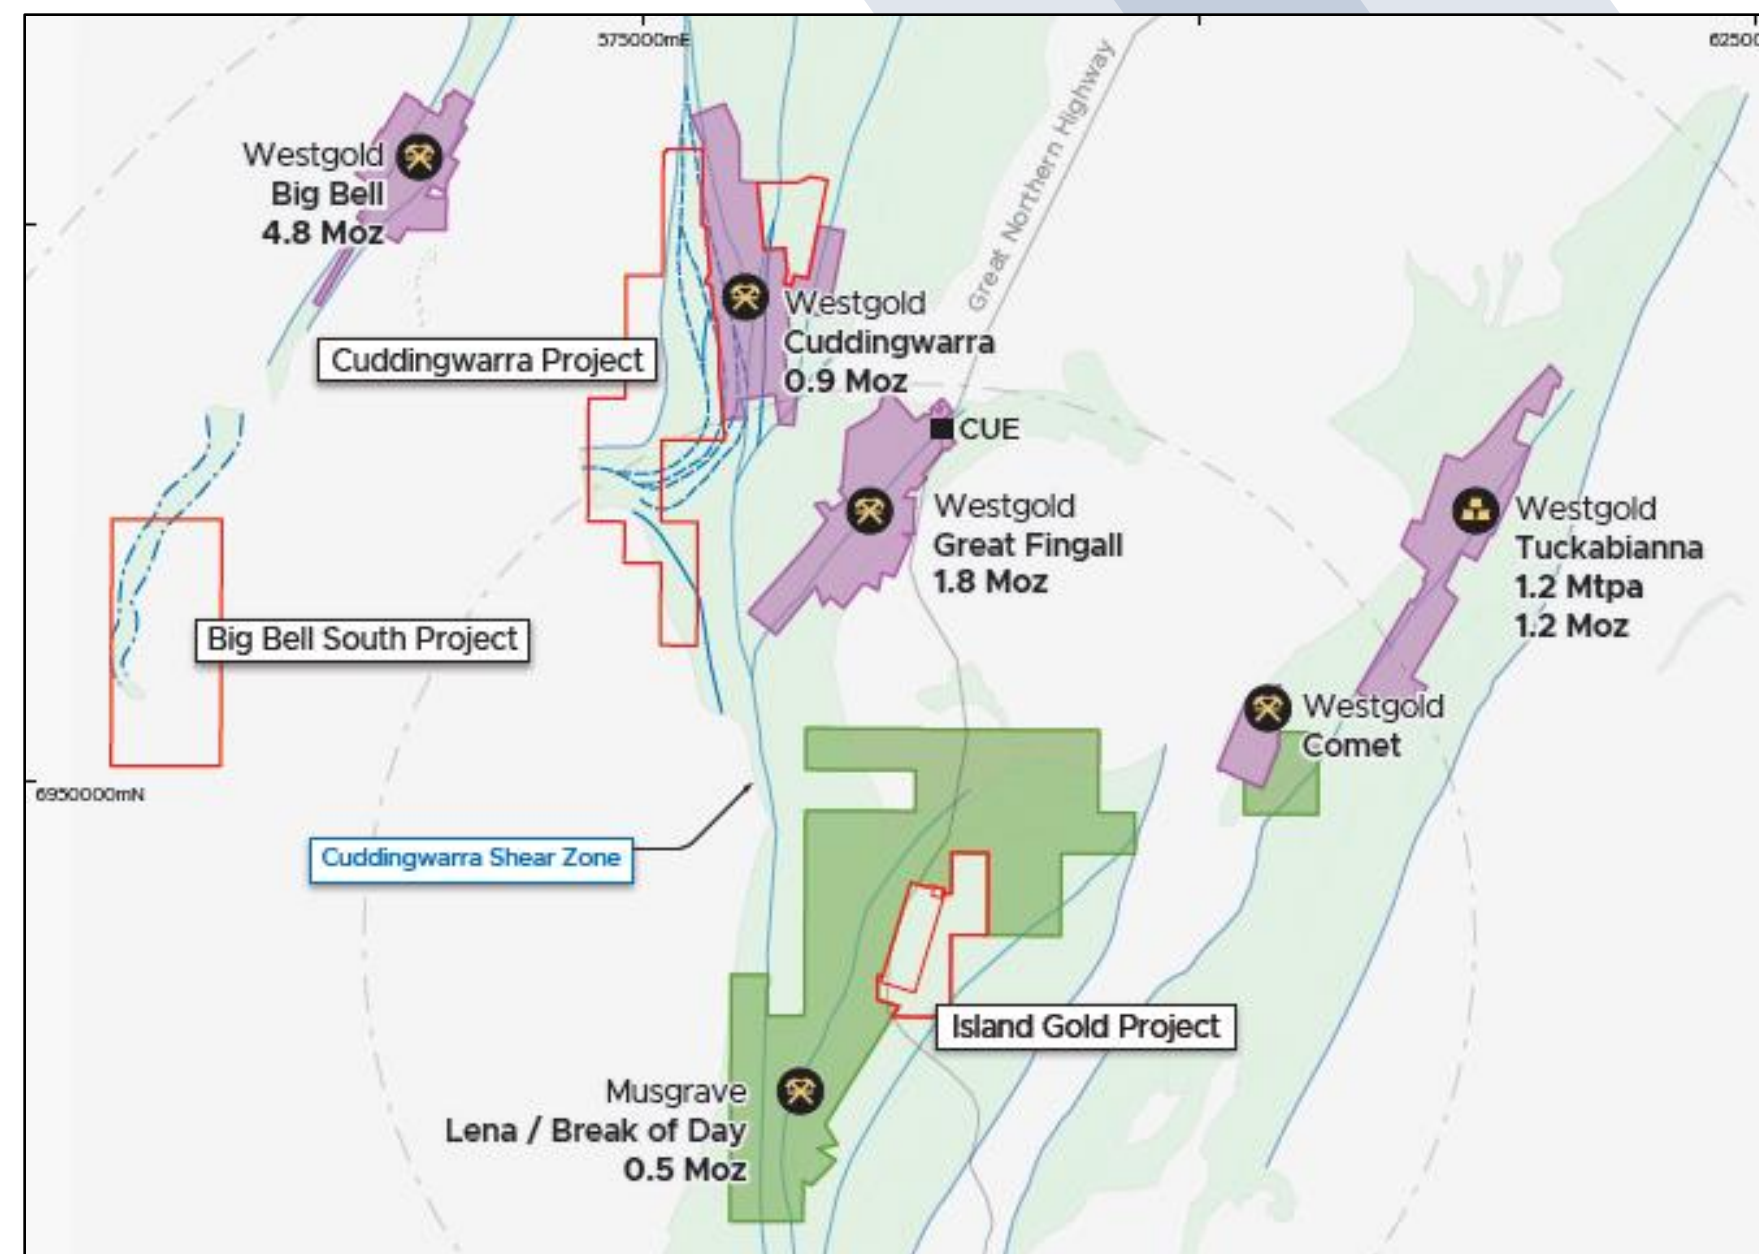 575000mE
62500
Great Northern Highway
Westgold
Big Bell
4.8 Moz
Westgold
Cuddingwarra
0.9 Moz
Cuddingwarra Project
CUE
Westgold
Great Fingall
1.8 Moz
Westgold
Tuckabianna
1.2 Mtpa
1.2 Moz
Big Bell South Project
Westgold
Comet
6950000mN
Cuddingwarra Shear Zone
Island Gold Project
Musgrave
Lena / Break of Day
0.5 Moz